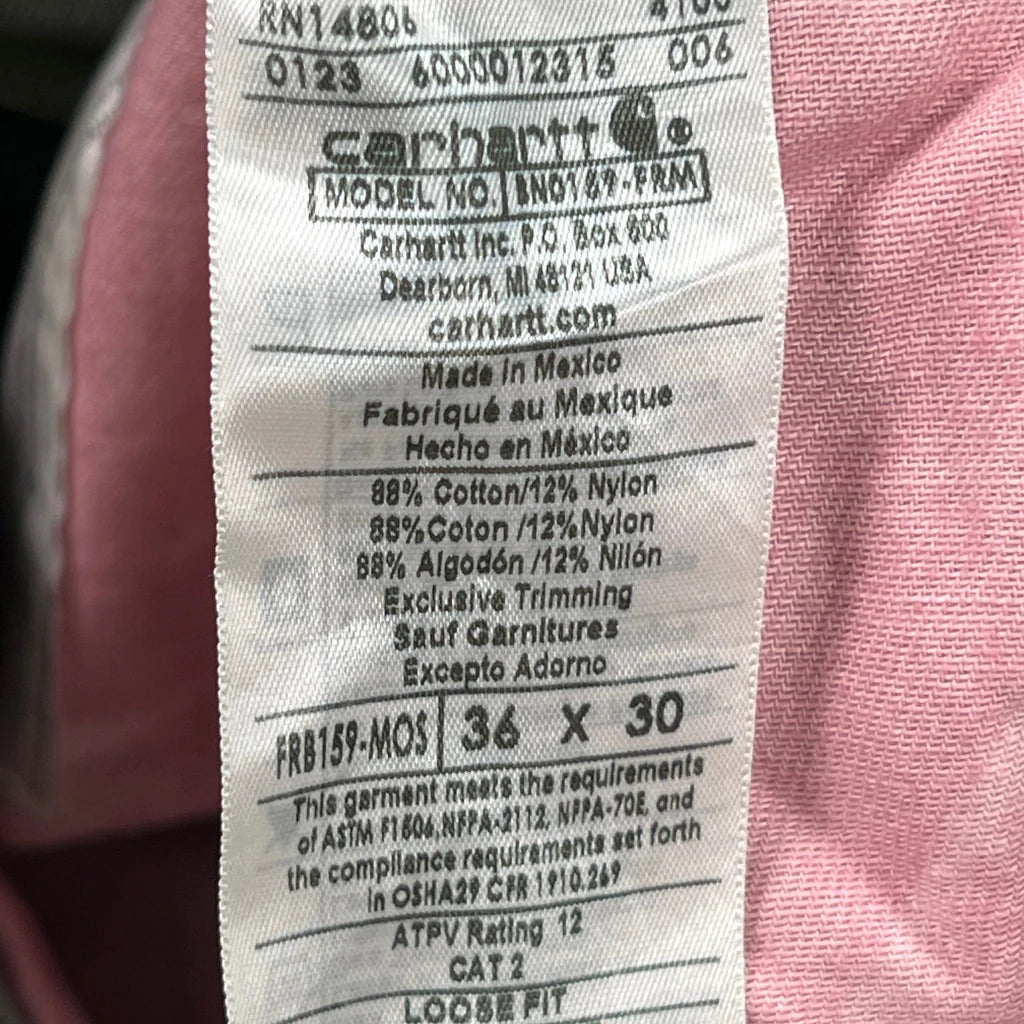 RN14806 4100
0123 6000012315 006
carhartt ®
MODEL NO. BN0189-FRM
Carhartt Inc. P.O. Box 600
Dearborn, MI 48121 USA
carhartt.com
Made in Mexico
Fabriqué au Mexique
Hecho en México
88% Cotton/12% Nylon
88%Coton /12%Nylon
88% Algodón /12% Nilón
Exclusive Trimming
Sauf Garnitures
Excepto Adorno
FRB159-MOS 36 X 30
This garment meets the requirements
of ASTM F1506,NFPA-2112, NFPA-70E, and
the compliance requirements set forth
in OSHA29 CFR 1910.269
ATPV Rating 12
CAT 2
LOOSE FIT